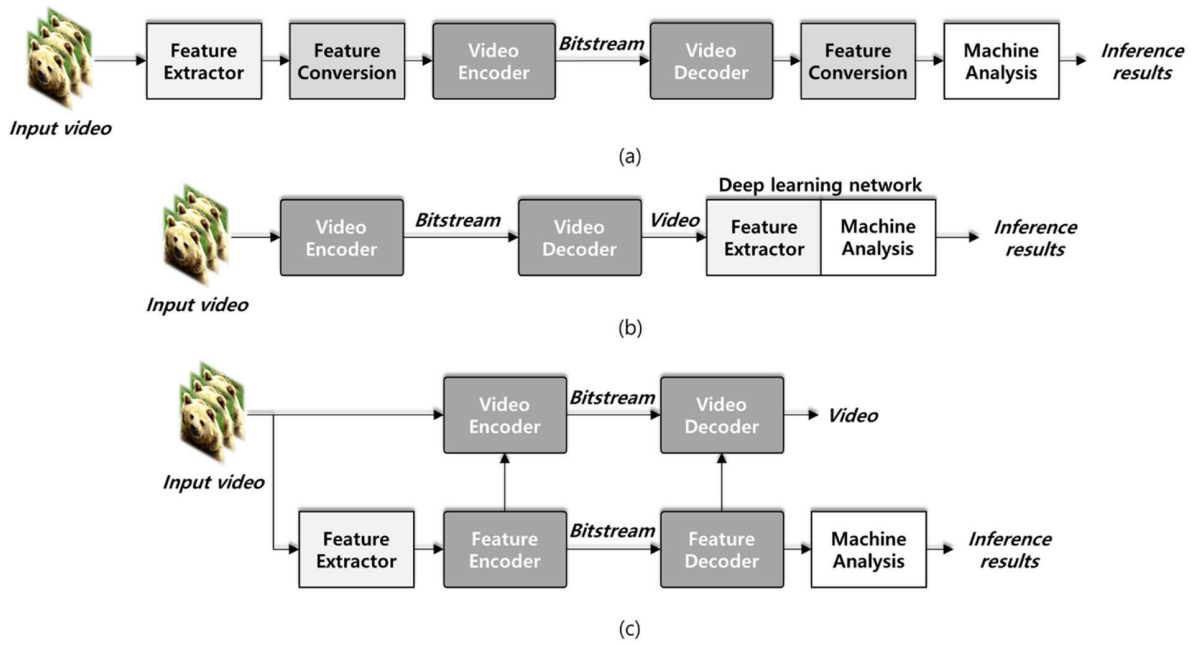 Feature Extractor
Feature Conversion
Video Encoder
Bitstream
Video Decoder
Feature Conversion
Machine Analysis
Inference results
Input video
(a)
Deep learning network
Video Encoder
Bitstream
Video Decoder
Video
Feature Extractor
Machine Analysis
Inference results
Input video
(b)
Video Encoder
Bitstream
Video Decoder
Video
Input video
Feature Extractor
Feature Encoder
Bitstream
Feature Decoder
Machine Analysis
Inference results
(c)